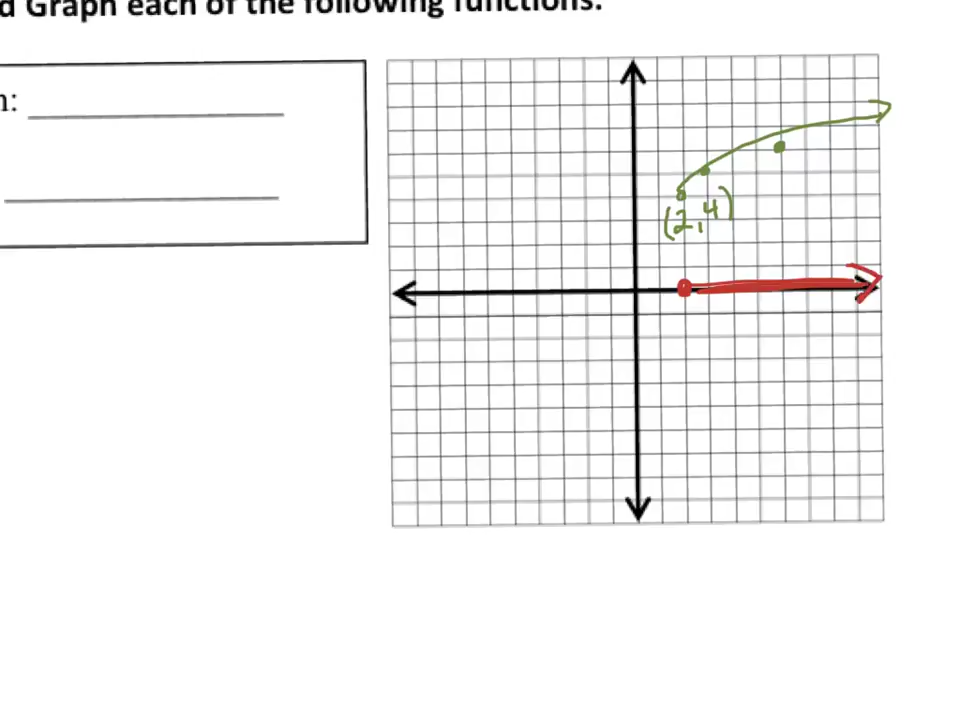 d Graph each of the following functions.
n:
(2,4)